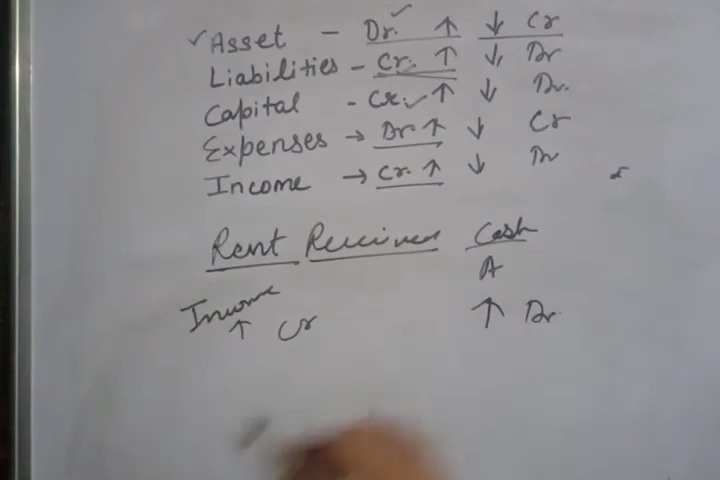 ✓Asset - Dr.✓ ↑ ↓ Cr
Liabilities - Cr. ↑ ↓ Dr
Capital - Cr.✓ ↑ ↓ Dr.
Expenses → Dr ↑ ↓ Cr
Income → Cr. ↑ ↓ Dr
Rent Received Cash
A
Income
↑ Cr ↑ Dr.